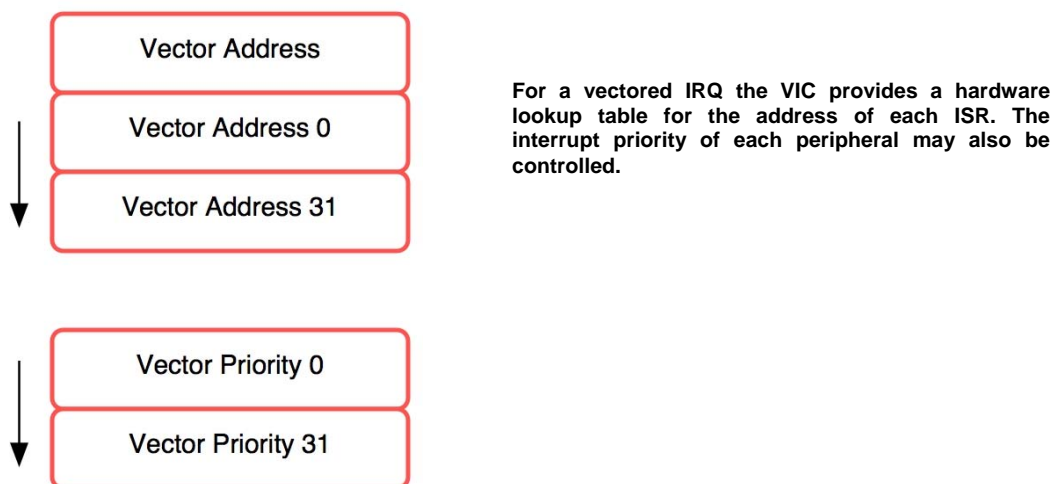 Vector Address
Vector Address 0
Vector Address 31
For a vectored IRQ the VIC provides a hardware
lookup table for the address of each ISR. The
interrupt priority of each peripheral may also be
controlled.
Vector Priority 0
Vector Priority 31